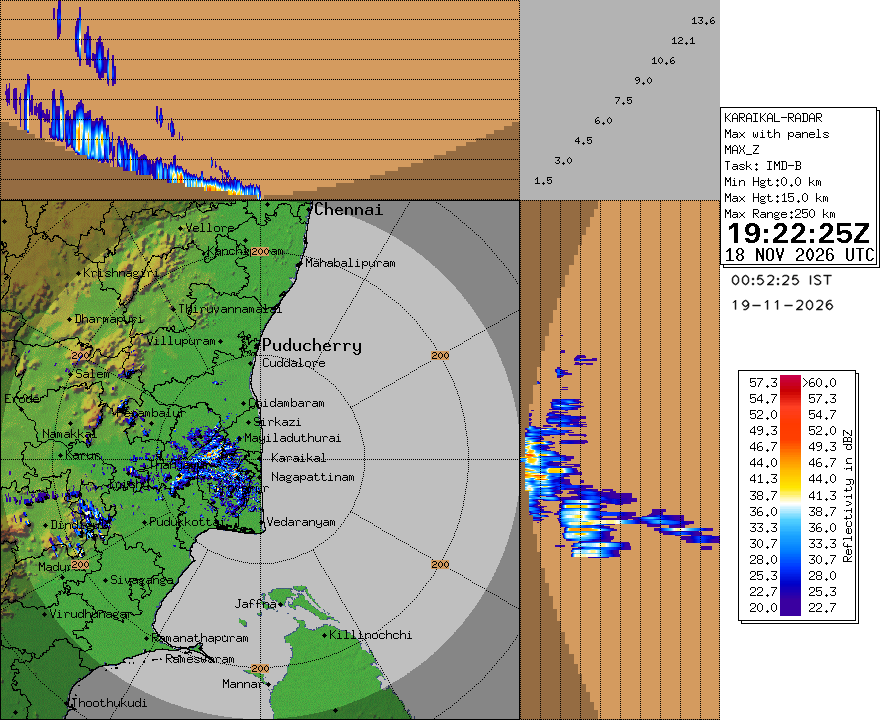 13.6
12.1
10.6
9.0
7.5
6.0
4.5
3.0
1.5
KARAIKAL-RADAR
Max with panels
MAX_Z
Task: IMD-B
Min Hgt:0.0 km
Max Hgt:15.0 km
Max Range:250 km
19:22:25Z
18 NOV 2026 UTC
00:52:25 IST
19-11-2026
Chennai
Vellore
200
Mahabalipuram
Krishnagiri
Thiruvannamalai
Dharmapuri
Villupuram
Puducherry
200
200
Cuddalore
Salem
Chidambaram
Perambalur
Sirkazi
Namakkal
Mayiladuthurai
Karur
Karaikal
Nagapattinam
Pudukkottai
Vedaranyam
200
200
Sivaganga
Jaffna
Virudhunagar
Ramanathapuram
Killinochchi
Rameswaram
200
Mannar
Thoothukudi
57.3 >60.0
54.7 57.3
52.0 54.7
49.3 52.0
46.7 49.3
44.0 46.7
41.3 44.0
38.7 41.3
36.0 38.7
33.3 36.0
30.7 33.3
28.0 30.7
25.3 28.0
22.7 25.3
20.0 22.7
Reflectivity in dBZ